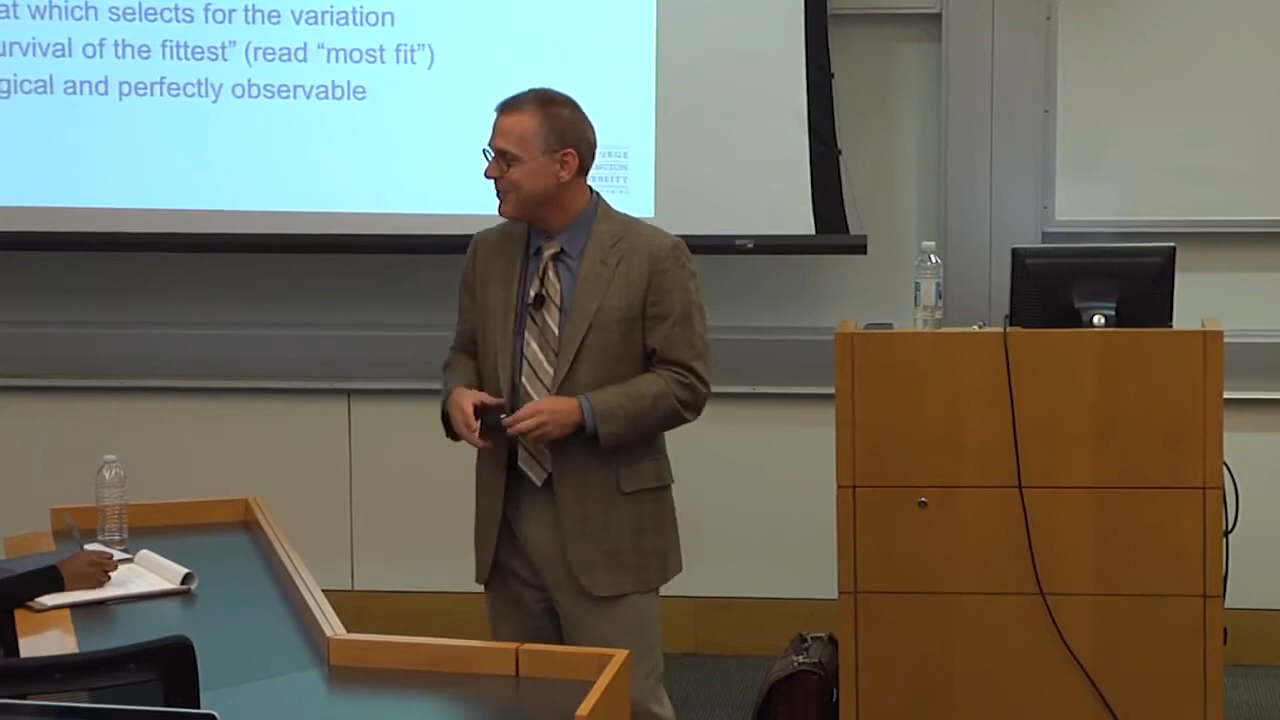 at which selects for the variation
urvival of the fittest” (read “most fit”)
gical and perfectly observable